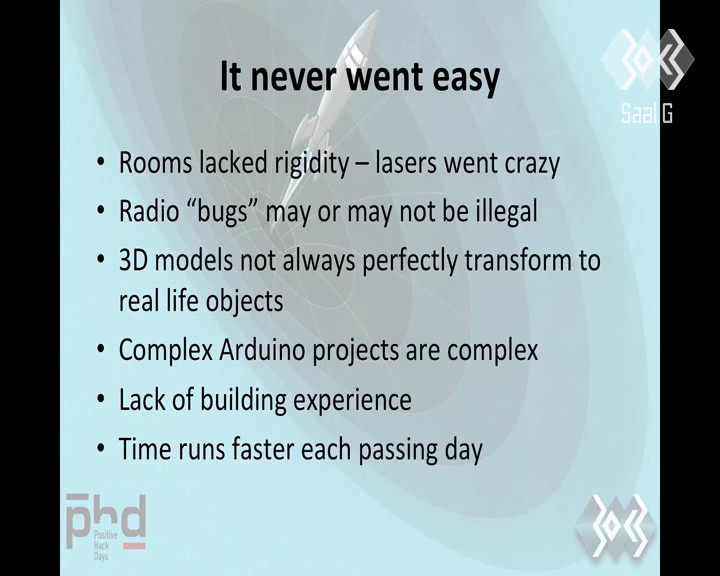 It never went easy
Saal G
• Rooms lacked rigidity – lasers went crazy
• Radio “bugs” may or may not be illegal
• 3D models not always perfectly transform to
real life objects
• Complex Arduino projects are complex
• Lack of building experience
• Time runs faster each passing day
phd
Positive
Hack
Days